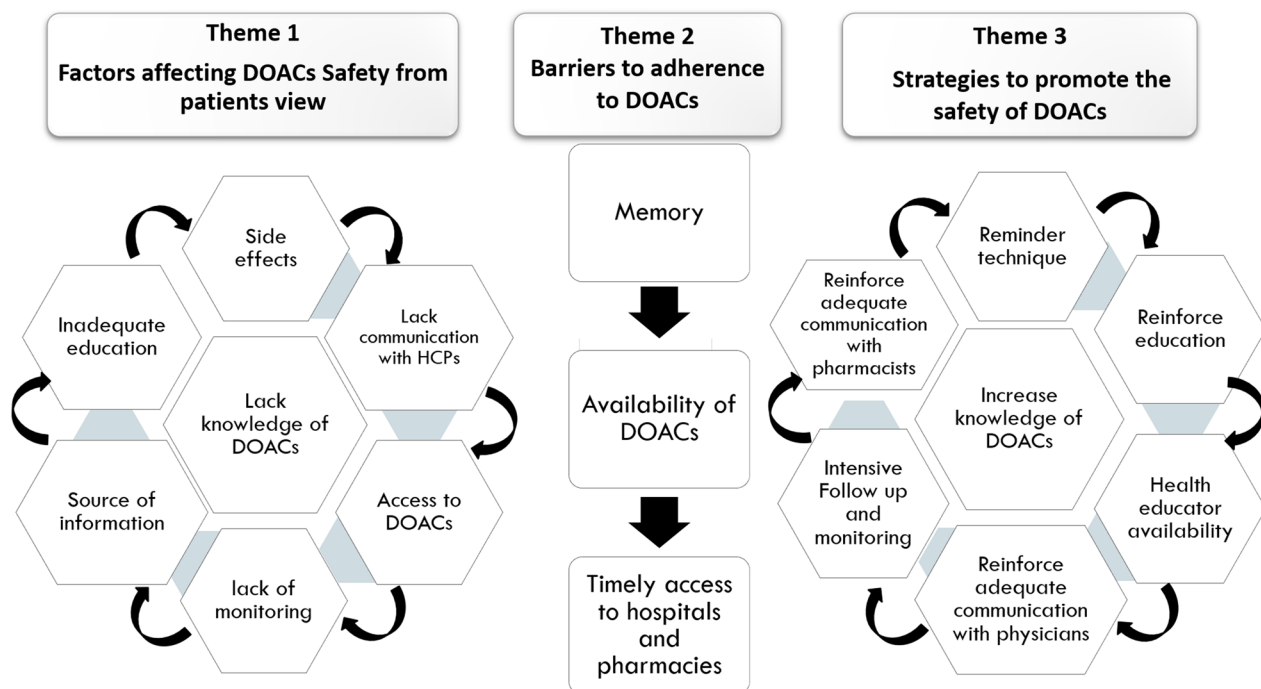 Theme 1
Factors affecting DOACs Safety from
patients view
Side
effects
Lack
communication
with HCPs
Access to
DOACs
lack of
monitoring
Source of
information
Inadequate
education
Lack
knowledge of
DOACs
Theme 2
Barriers to adherence
to DOACs
Memory
Availability of
DOACs
Timely access
to hospitals
and
pharmacies
Theme 3
Strategies to promote the
safety of DOACs
Reminder
technique
Reinforce
education
Health
educator
availability
Reinforce
adequate
communication
with physicians
Intensive
Follow up
and
monitoring
Reinforce
adequate
communication
with
pharmacists
Increase
knowledge of
DOACs